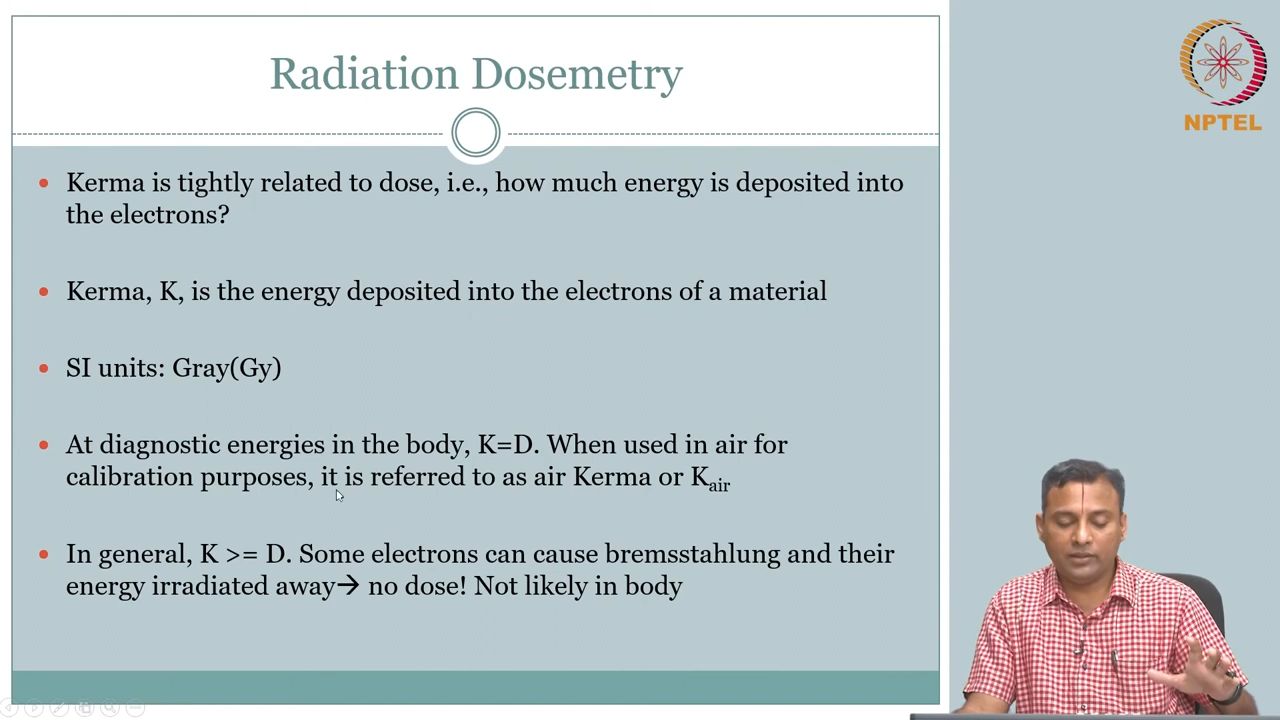 Radiation Dosemetry
NPTEL
• Kerma is tightly related to dose, i.e., how much energy is deposited into
the electrons?
• Kerma, K, is the energy deposited into the electrons of a material
• SI units: Gray(Gy)
• At diagnostic energies in the body, K=D. When used in air for
calibration purposes, it is referred to as air Kerma or Kair
• In general, K >= D. Some electrons can cause bremsstahlung and their
energy irradiated away→ no dose! Not likely in body